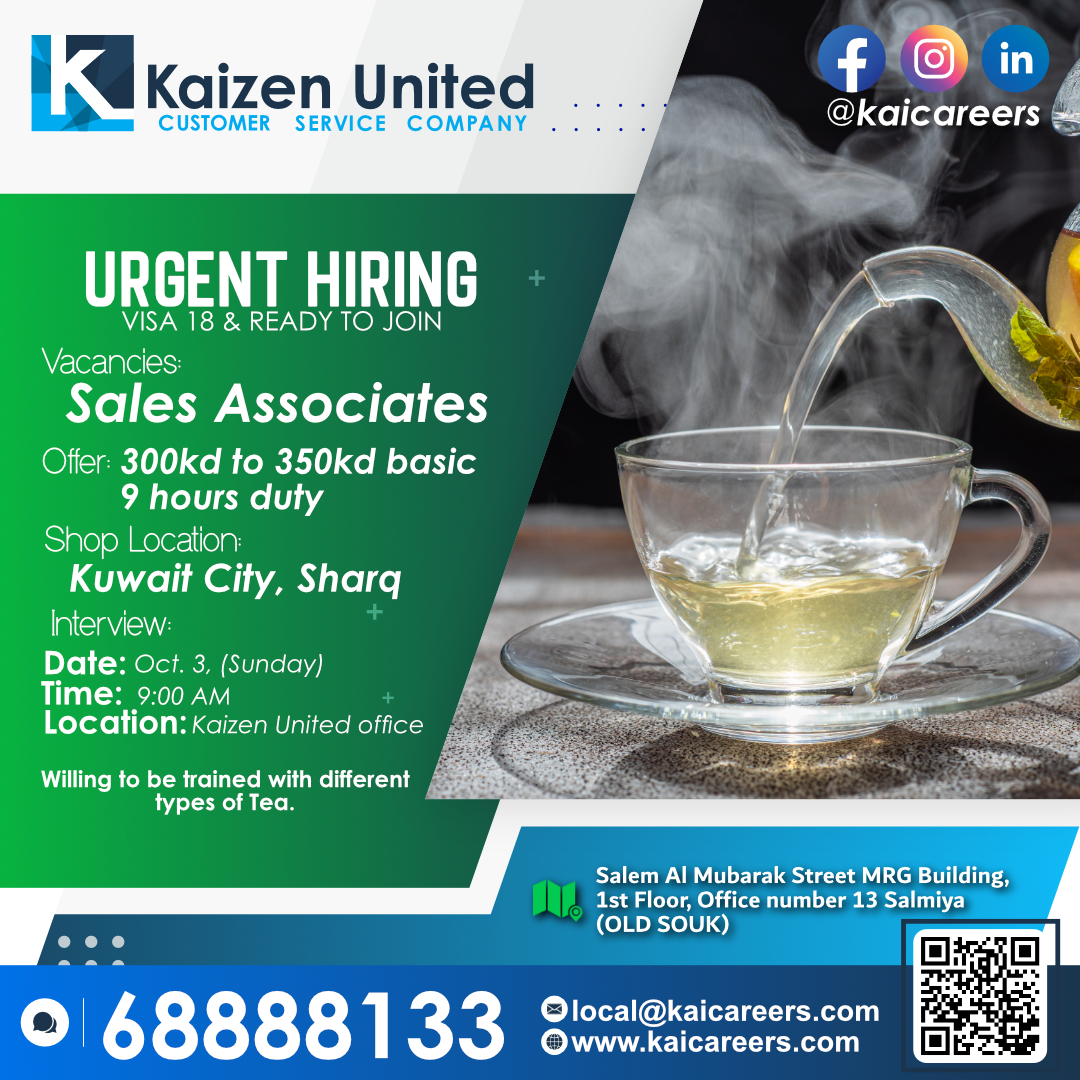 K
Kaizen United
CUSTOMER SERVICE COMPANY
@kaicareers
URGENT HIRING
VISA 18 & READY TO JOIN
Vacancies:
Sales Associates
Offer: 300kd to 350kd basic
9 hours duty
Shop Location:
Kuwait City, Sharq
Interview:
Date: Oct. 3, (Sunday)
Time: 9:00 AM
Location: Kaizen United office
Willing to be trained with different
types of Tea.
Salem Al Mubarak Street MRG Building,
1st Floor, Office number 13 Salmiya
(OLD SOUK)
68888133
local@kaicareers.com
www.kaicareers.com